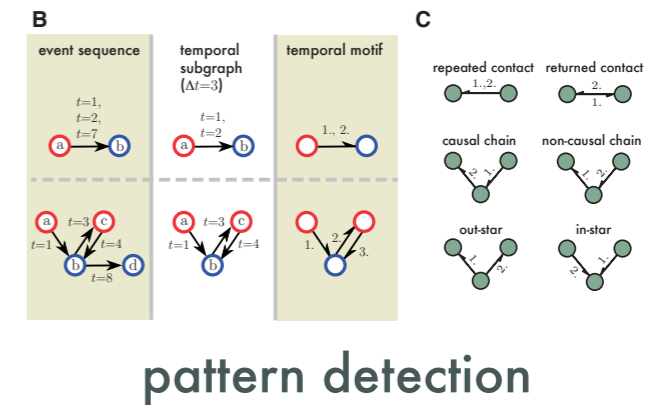 B
C
event sequence
temporal
subgraph
(Δt=3)
temporal motif
t=1,
t=2,
t=7
a
b
t=1,
t=2
a
b
1., 2.
a
t=3
c
t=1
t=4
b
d
t=8
a
t=3
c
t=1
t=4
b
1.
2.
3.
repeated contact
returned contact
1.,2.
2.
1.
causal chain
non-causal chain
2.
1.
1.
2.
out-star
in-star
1.
2.
2.
1.
pattern detection